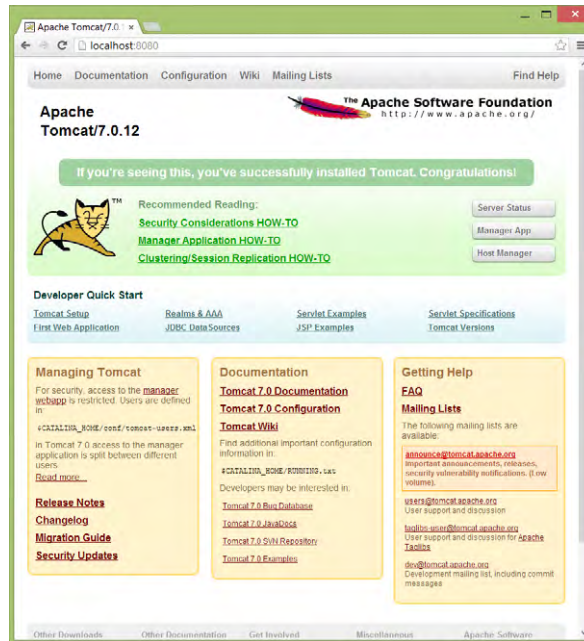 Apache Tomcat/7.0.1
localhost:8080
Home Documentation Configuration Wiki Mailing Lists Find Help
Apache
Tomcat/7.0.12
The Apache Software Foundation
http://www.apache.org/
If you're seeing this, you've successfully installed Tomcat. Congratulations!
TM
Recommended Reading:
Security Considerations HOW-TO
Manager Application HOW-TO
Clustering/Session Replication HOW-TO
Server Status
Manager App
Host Manager
Developer Quick Start
Tomcat Setup Realms & AAA Servlet Examples Servlet Specifications
First Web Application JDBC DataSources JSP Examples Tomcat Versions
Managing Tomcat
For security, access to the manager
webapp is restricted. Users are defined
in:
$CATALINA_HOME/conf/tomcat-users.xml
In Tomcat 7.0 access to the manager
application is split between different
users.
Read more...
Release Notes
Changelog
Migration Guide
Security Updates
Documentation
Tomcat 7.0 Documentation
Tomcat 7.0 Configuration
Tomcat Wiki
Find additional important configuration
information in:
$CATALINA_HOME/RUNNING.txt
Developers may be interested in:
Tomcat 7.0 Bug Database
Tomcat 7.0 JavaDocs
Tomcat 7.0 SVN Repository
Tomcat 7.0 Examples
Getting Help
FAQ
Mailing Lists
The following mailing lists are
available:
announce@tomcat.apache.org
Important announcements, releases,
security vulnerability notifications. (Low
volume).
users@tomcat.apache.org
User support and discussion
taglibs-user@tomcat.apache.org
User support and discussion for Apache
Taglibs
dev@tomcat.apache.org
Development mailing list, including commit
messages
Other Downloads Other Documentation Get Involved Miscellaneous Apache Software